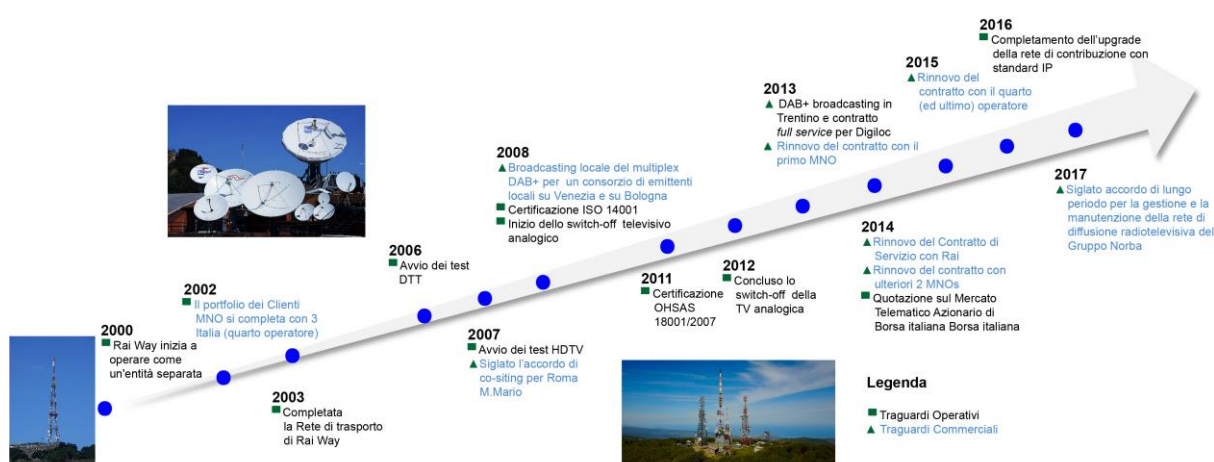 2000
Rai Way inizia a
operare come
un'entità separata
2002
Il portfolio dei Clienti
MNO si completa con 3
Italia (quarto operatore)
2003
Completata
la Rete di trasporto
di Rai Way
2006
Avvio dei test
DTT
2007
Avvio dei test HDTV
Siglato l'accordo di
co-siting per Roma
M.Mario
2008
Broadcasting locale del multiplex
DAB+ per un consorzio di emittenti
locali su Venezia e su Bologna
Certificazione ISO 14001
Inizio dello switch-off televisivo
analogico
2011
Certificazione
OHSAS
18001/2007
2012
Concluso lo
switch-off della
TV analogica
2013
DAB+ broadcasting in
Trentino e contratto
full service per Digiloc
Rinnovo del contratto con il
primo MNO
2014
Rinnovo del Contratto di
Servizio con Rai
Rinnovo del contratto con
ulteriori 2 MNOs
Quotazione sul Mercato
Telematico Azionario di
Borsa italiana Borsa italiana
2015
Rinnovo del
contratto con il quarto
(ed ultimo) operatore
2016
Completamento dell'upgrade
della rete di contribuzione con
standard IP
2017
Siglato accordo di lungo
periodo per la gestione e la
manutenzione della rete di
diffusione radiotelevisiva del
Gruppo Norba
Legenda
Traguardi Operativi
Traguardi Commerciali